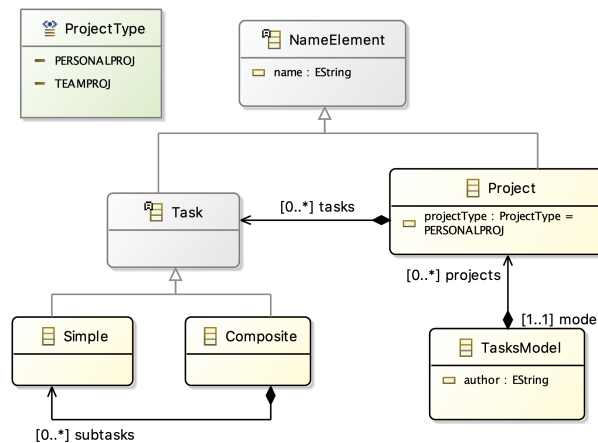 ProjectType
PERSONALPROJ
TEAMPROJ
NameElement
name : EString
Task
[0..*] tasks
Project
projectType : ProjectType =
PERSONALPROJ
[0..*] projects
[1..1] mode
Simple
Composite
TasksModel
author : EString
[0..*] subtasks